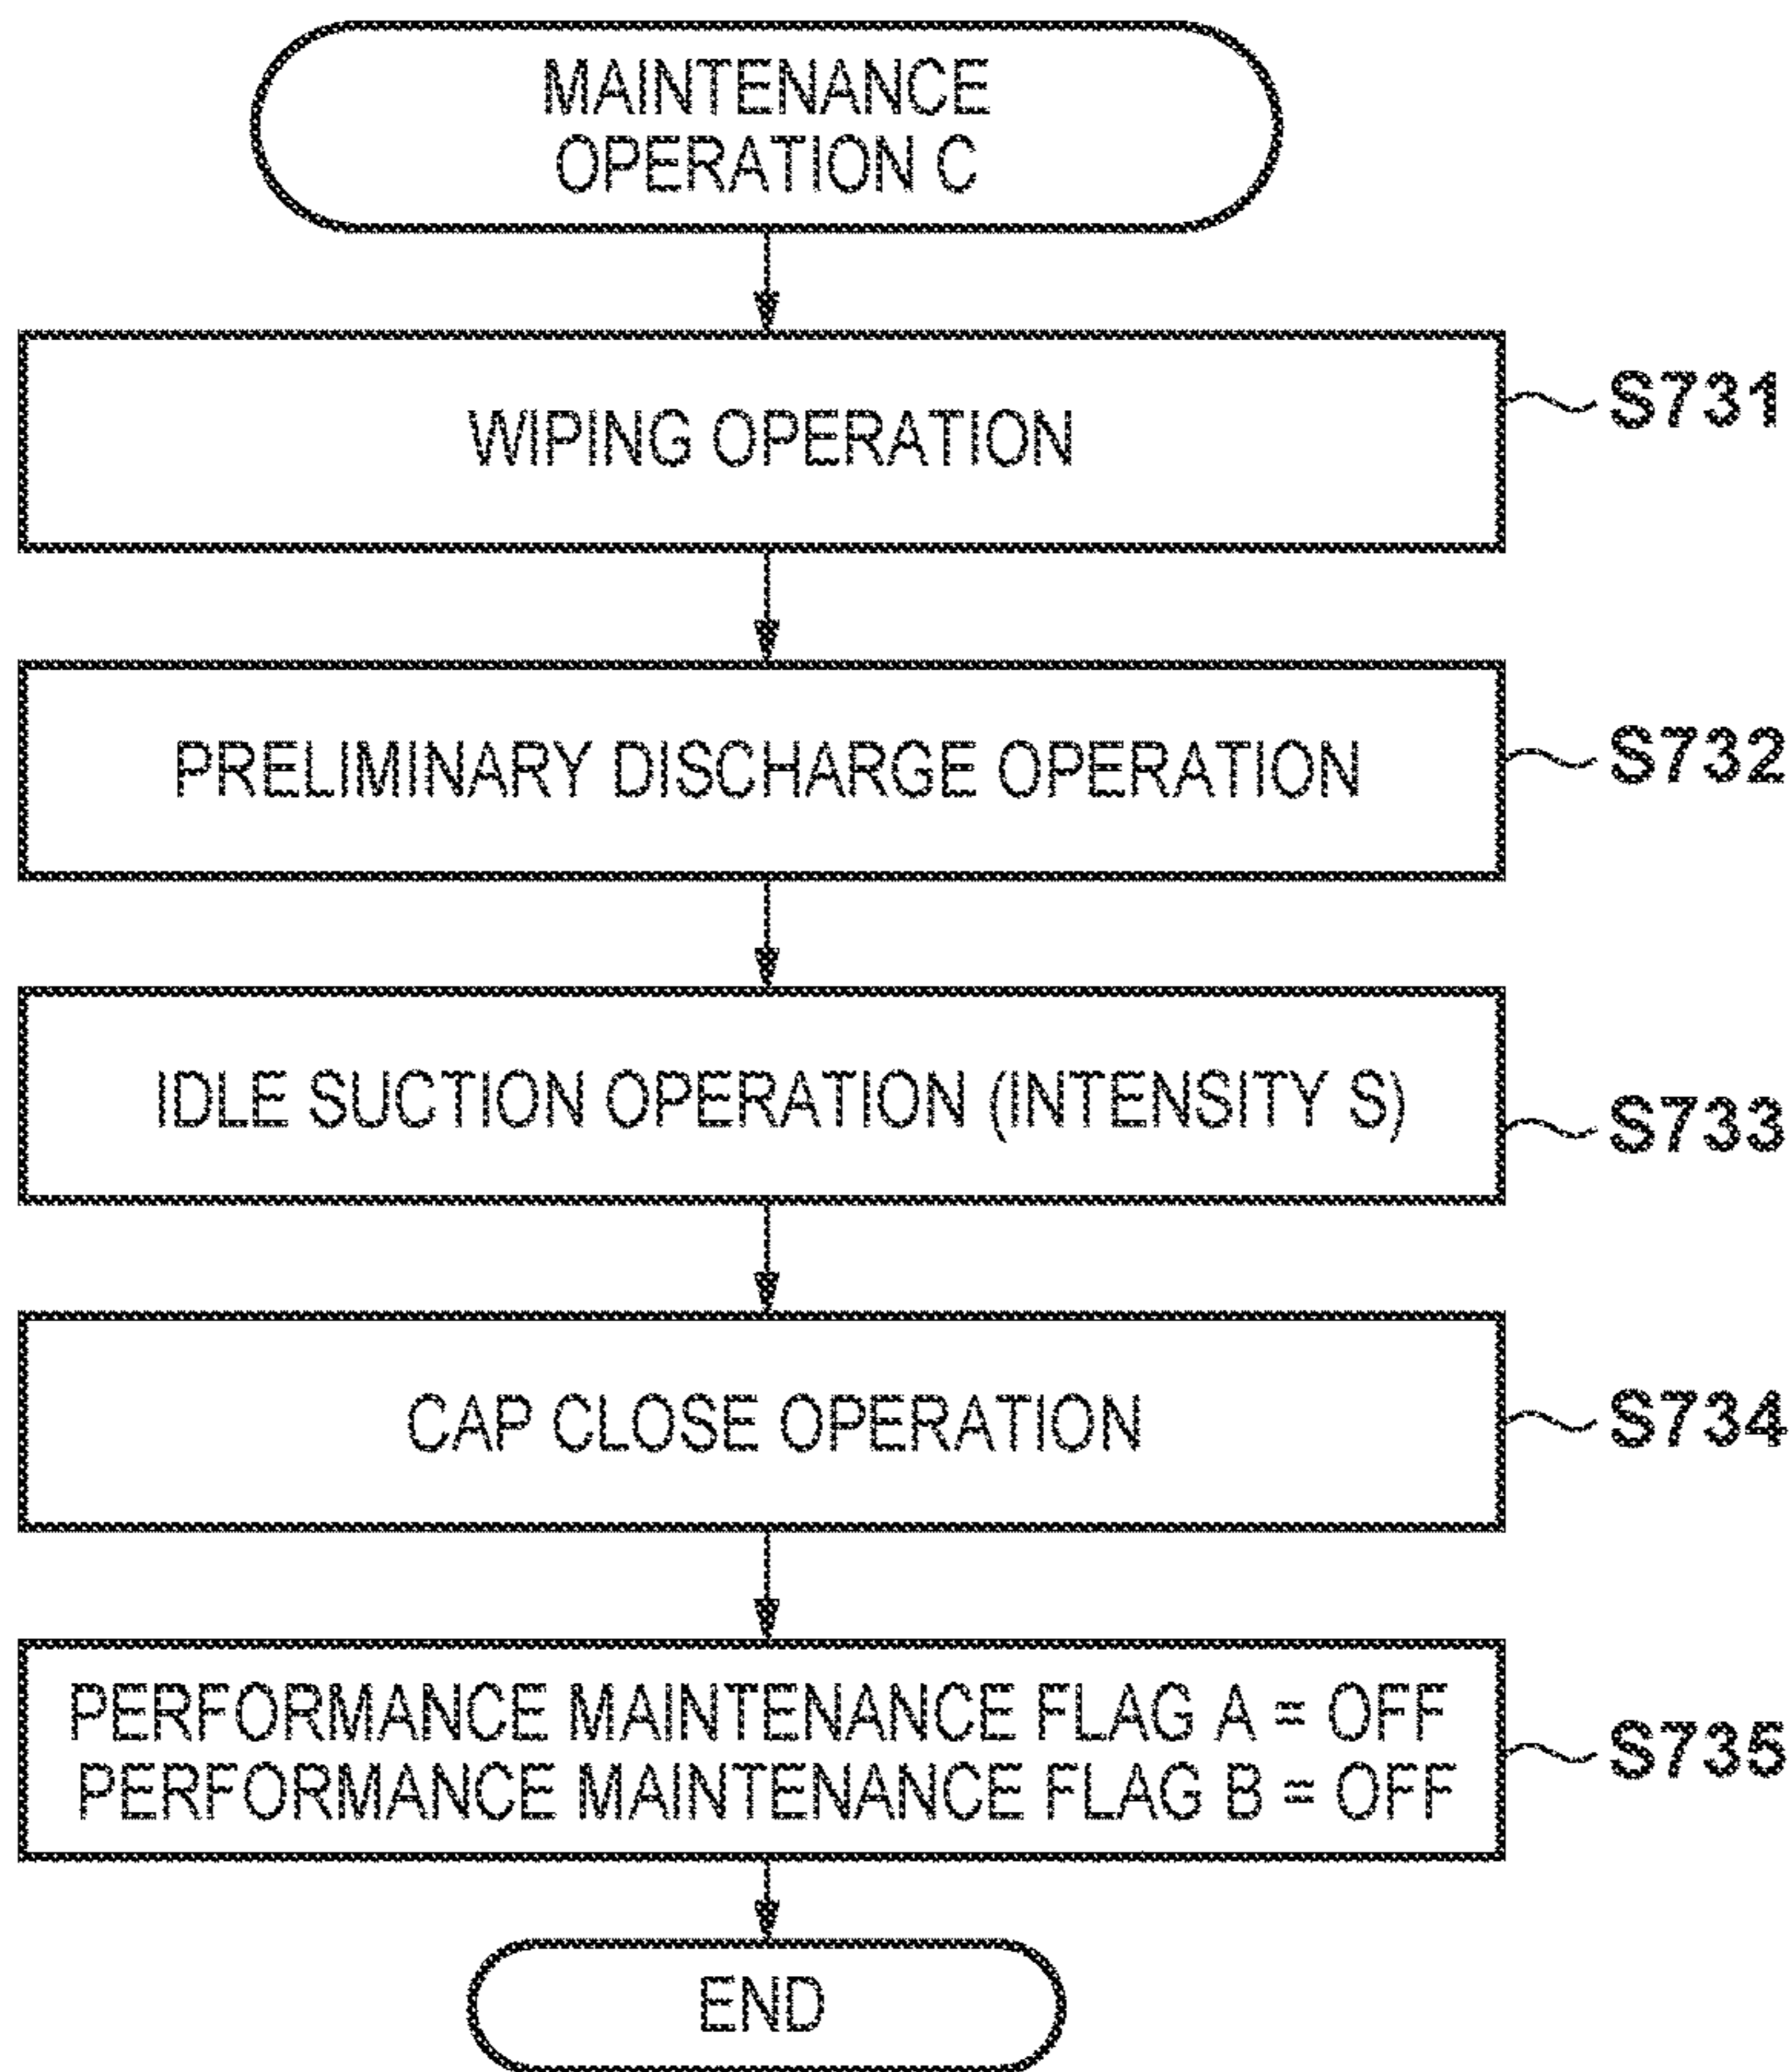 MAINTENANCE
OPERATION C
WIPING OPERATION
S731
PRELIMINARY DISCHARGE OPERATION
S732
IDLE SUCTION OPERATION (INTENSITY S)
S733
CAP CLOSE OPERATION
S734
PERFORMANCE MAINTENANCE FLAG A = OFF
PERFORMANCE MAINTENANCE FLAG B = OFF
S735
END